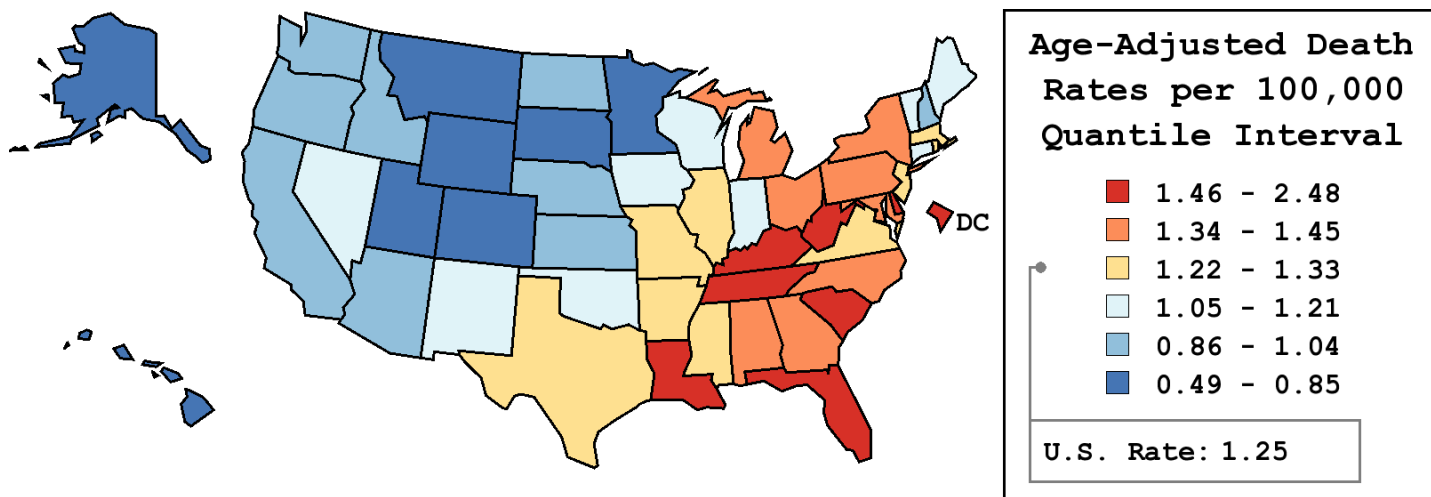 DC
Age-Adjusted Death
Rates per 100,000
Quantile Interval
1.46 - 2.48
1.34 - 1.45
1.22 - 1.33
1.05 - 1.21
0.86 - 1.04
0.49 - 0.85
U.S. Rate: 1.25